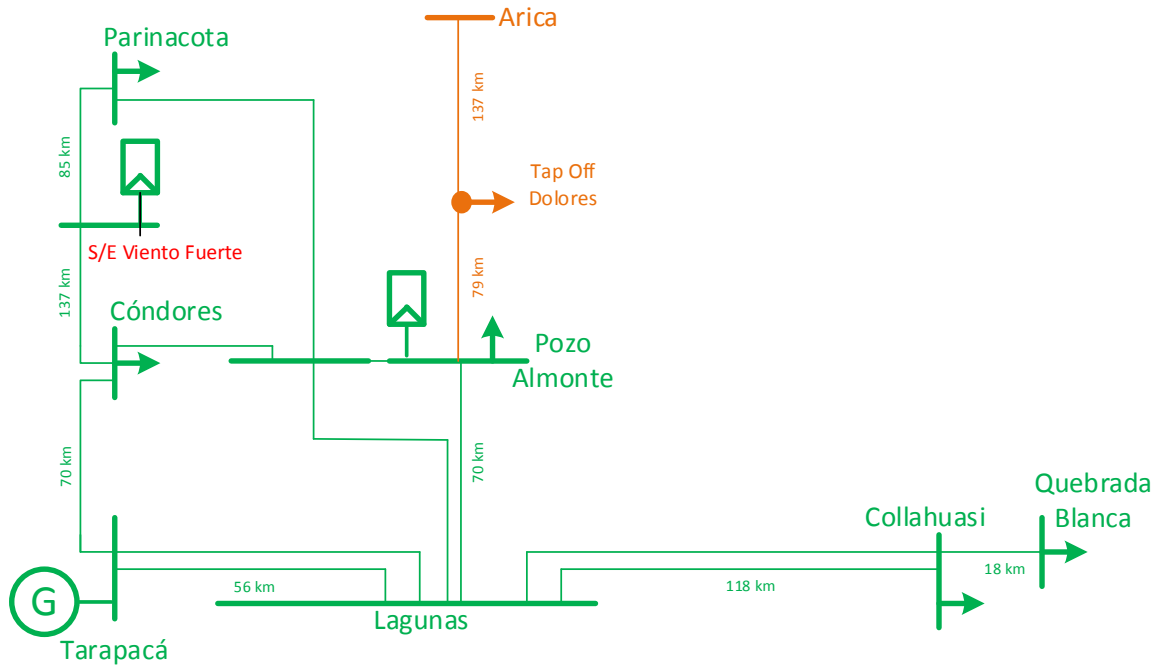 Arica
Parinacota
137 km
85 km
Tap Off
Dolores
S/E Viento Fuerte
79 km
137 km
Cóndores
Pozo
Almonte
70 km
70 km
Quebrada
Blanca
Collahuasi
18 km
56 km
118 km
G
Lagunas
Tarapacá